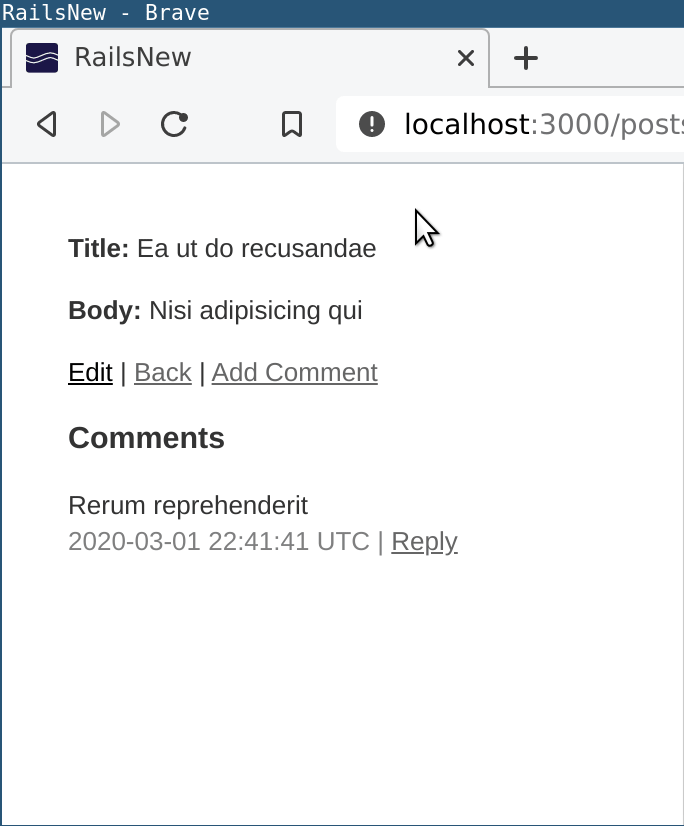 RailsNew - Brave
RailsNew
localhost:3000/posts
Title: Ea ut do recusandae
Body: Nisi adipisicing qui
Edit | Back | Add Comment
Comments
Rerum reprehenderit
2020-03-01 22:41:41 UTC | Reply